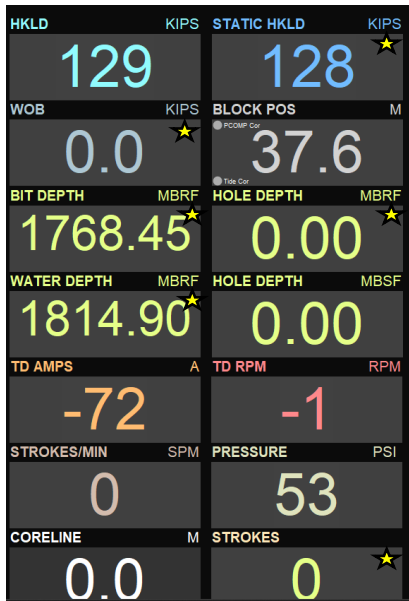 HKLD KIPS STATIC HKLD KIPS
129 128
WOB KIPS BLOCK POS M
PCOMP Cor
0.0 37.6
Tide Cor
BIT DEPTH MBRF HOLE DEPTH MBRF
1768.45 0.00
WATER DEPTH MBRF HOLE DEPTH MBSF
1814.90 0.00
TD AMPS A TD RPM RPM
-72 -1
STROKES/MIN SPM PRESSURE PSI
0 53
CORELINE M STROKES
0.0 0